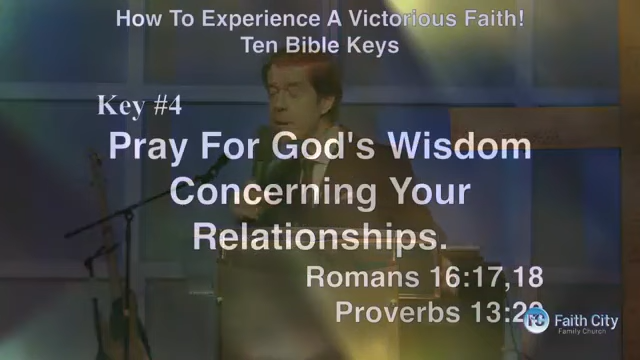 How To Experience A Victorious Faith!
Ten Bible Keys
Key #4
Pray For God's Wisdom
Concerning Your
Relationships.
Romans 16:17,18
Proverbs 13:2
Faith City
Family Church